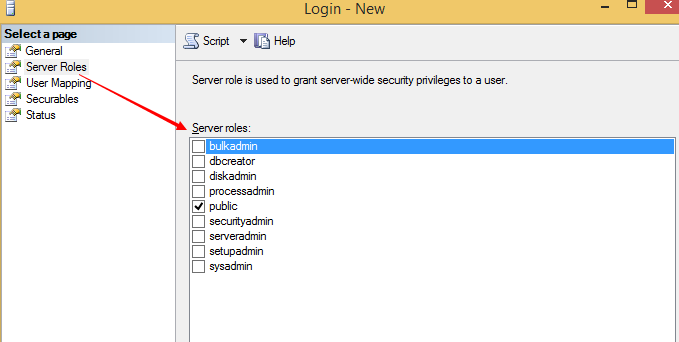 Login - New
Select a page
General
Server Roles
User Mapping
Securables
Status
Script
Help
Server role is used to grant server-wide security privileges to a user.
Server roles:
bulkadmin
dbcreator
diskadmin
processadmin
public
securityadmin
serveradmin
setupadmin
sysadmin